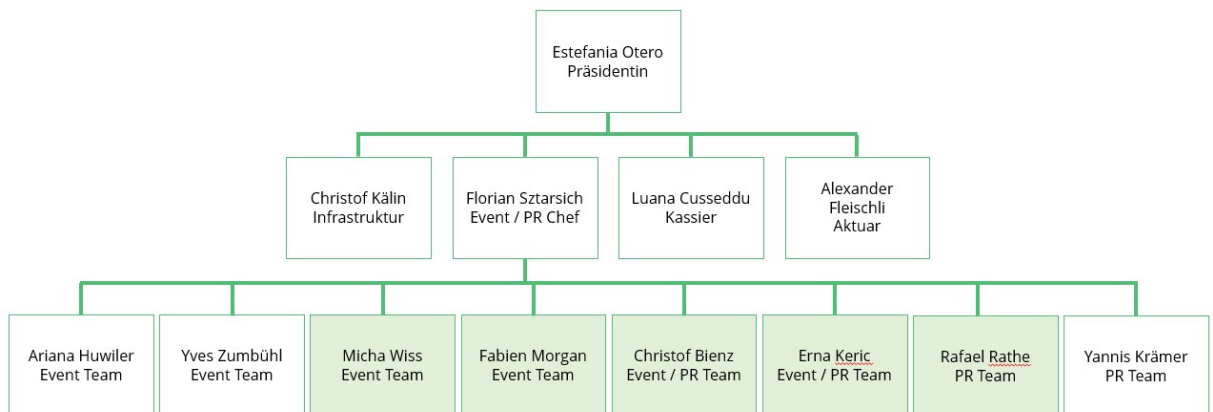 Estefania Otero
Präsidentin
Christof Kälin
Infrastruktur
Florian Sztarsich
Event / PR Chef
Luana Cusseddu
Kassier
Alexander
Fleischli
Aktuar
Ariana Huwiler
Event Team
Yves Zumbühl
Event Team
Micha Wiss
Event Team
Fabien Morgan
Event Team
Christof Bienz
Event / PR Team
Erna Keric
Event / PR Team
Rafael Rathe
PR Team
Yannis Krämer
PR Team